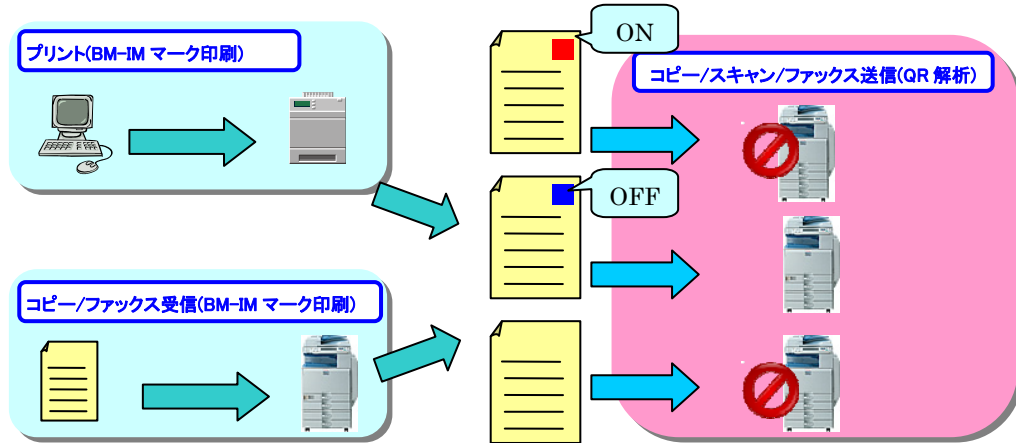 プリント(BM-IM マーク印刷)
ON
コピー/スキャン/ファックス送信(QR 解析)
OFF
コピー/ファックス受信(BM-IM マーク印刷)